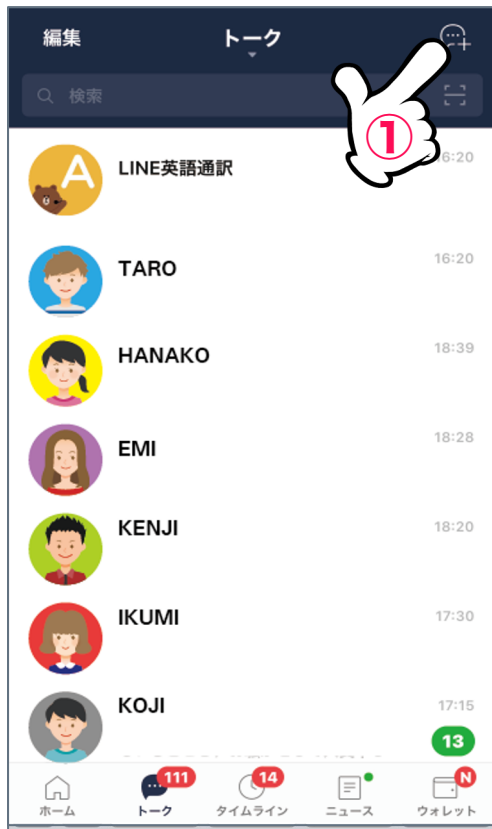 編集 トーク
検索
①
A LINE英語通訳 16:20
TARO 16:20
HANAKO 18:39
EMI 18:28
KENJI 18:20
IKUMI 17:30
KOJI 17:15
13
111 14 N
ホーム トーク タイムライン ニュース ウォレット